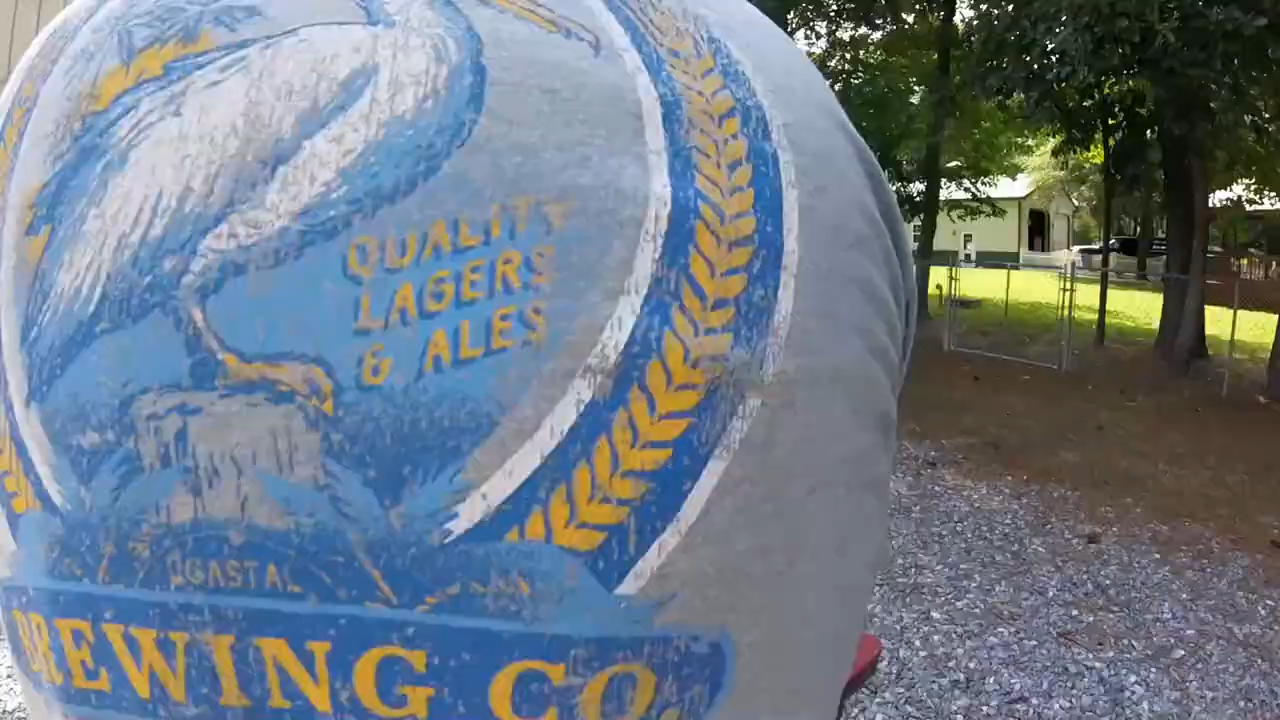 QUALITY
LAGERS
& ALES
COASTAL
BREWING CO.